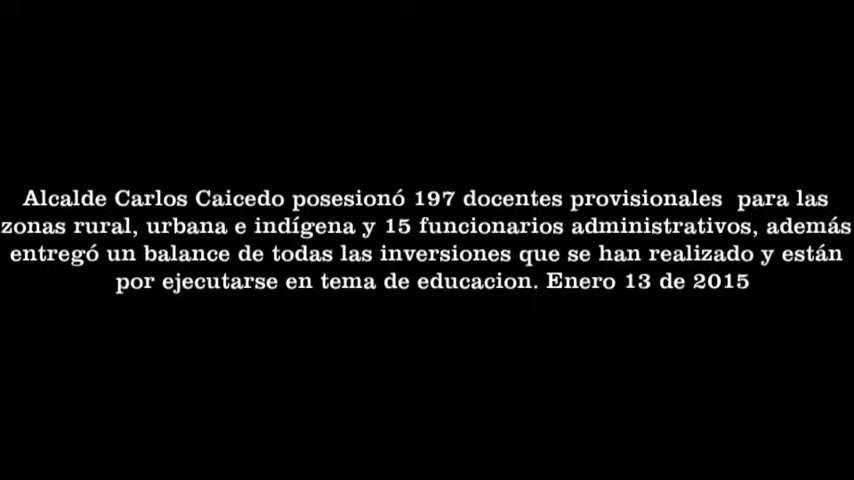 Alcalde Carlos Caicedo posesionó 197 docentes provisionales  para las
zonas rural, urbana e indígena y 15 funcionarios administrativos, además
entregó un balance de todas las inversiones que se han realizado y están
por ejecutarse en tema de educacion. Enero 13 de 2015